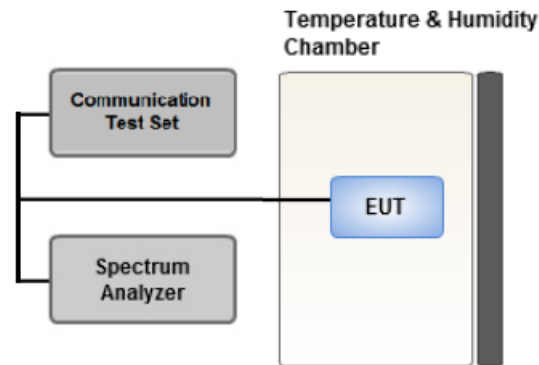 Temperature & Humidity
Chamber
Communication
Test Set
EUT
Spectrum
Analyzer